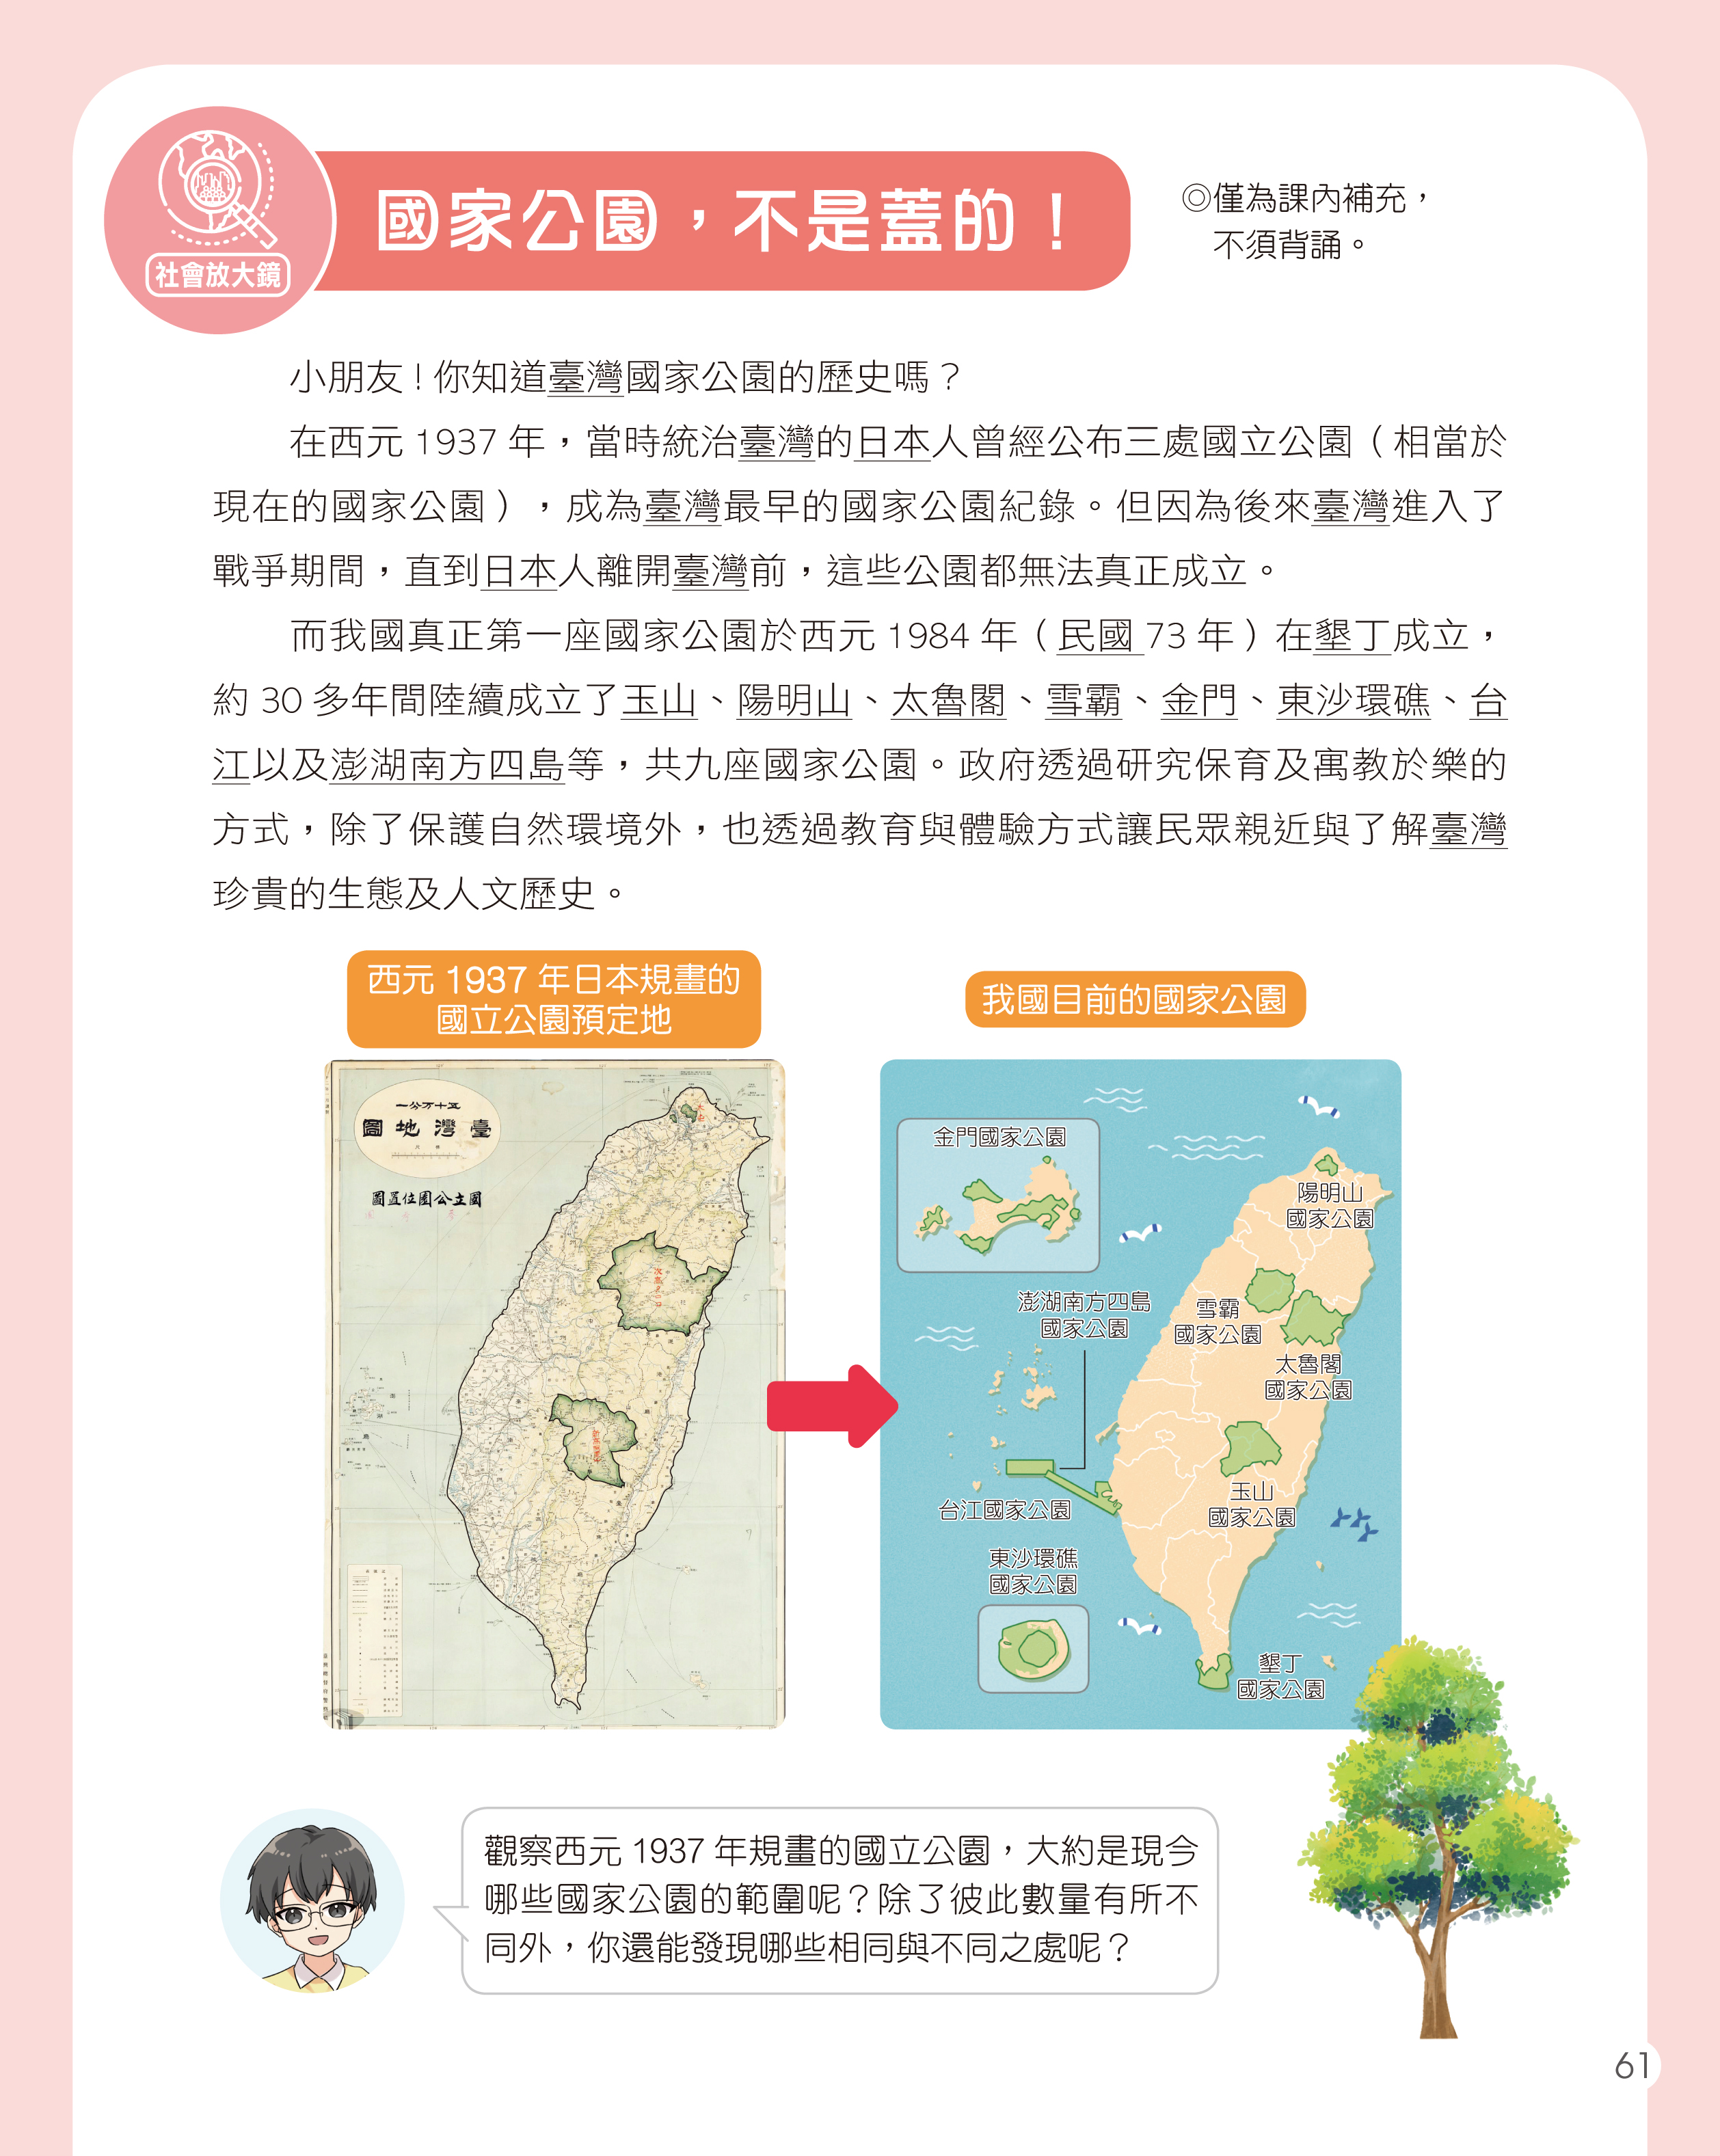 社會放大鏡
國家公園，不是蓋的！
◎僅為課內補充，
不須背誦。
小朋友！你知道臺灣國家公園的歷史嗎？
在西元 1937 年，當時統治臺灣的日本人曾經公布三處國立公園（相當於
現在的國家公園），成為臺灣最早的國家公園紀錄。但因為後來臺灣進入了
戰爭期間，直到日本人離開臺灣前，這些公園都無法真正成立。
而我國真正第一座國家公園於西元 1984 年（民國 73 年）在墾丁成立，
約 30 多年間陸續成立了玉山、陽明山、太魯閣、雪霸、金門、東沙環礁、台
江以及澎湖南方四島等，共九座國家公園。政府透過研究保育及寓教於樂的
方式，除了保護自然環境外，也透過教育與體驗方式讓民眾親近與了解臺灣
珍貴的生態及人文歷史。
西元 1937 年日本規畫的
國立公園預定地
一分万十五
圖地灣臺
圖置位園公立國
我國目前的國家公園
金門國家公園
陽明山
國家公園
澎湖南方四島
國家公園
雪霸
國家公園
太魯閣
國家公園
玉山
國家公園
台江國家公園
東沙環礁
國家公園
墾丁
國家公園
觀察西元 1937 年規畫的國立公園，大約是現今
哪些國家公園的範圍呢？除了彼此數量有所不
同外，你還能發現哪些相同與不同之處呢？
61